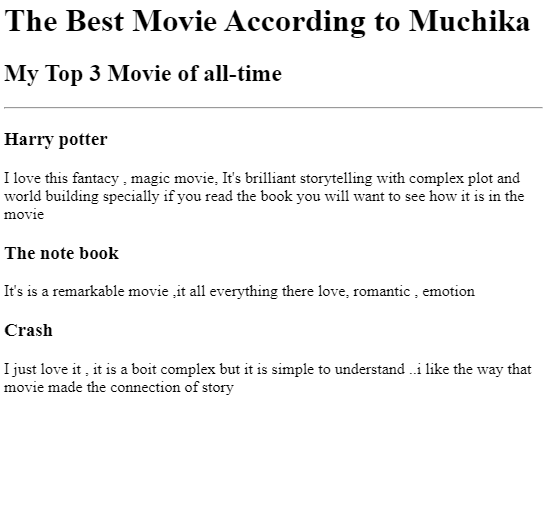 The Best Movie According to Muchika
My Top 3 Movie of all-time
Harry potter
I love this fantacy , magic movie, It's brilliant storytelling with complex plot and
world building specially if you read the book you will want to see how it is in the
movie
The note book
It's is a remarkable movie ,it all everything there love, romantic , emotion
Crash
I just love it , it is a boit complex but it is simple to understand ..i like the way that
movie made the connection of story